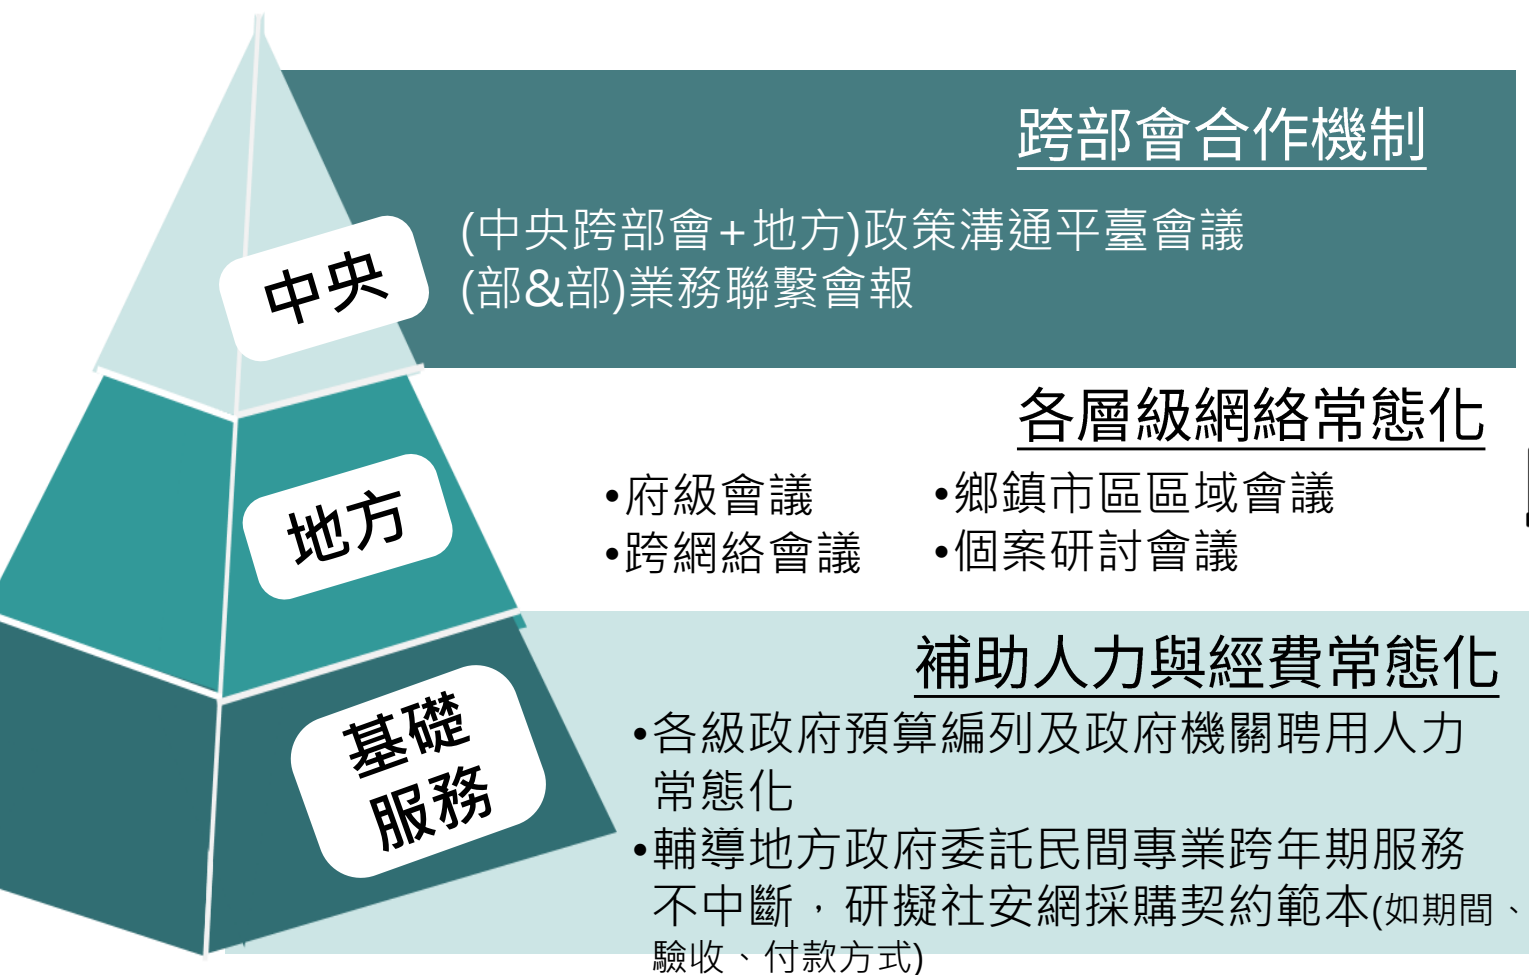 跨部會合作機制
中央
(中央跨部會+地方)政策溝通平臺會議
(部&部)業務聯繫會報
各層級網絡常態化
地方
•府級會議
•跨網絡會議
•鄉鎮市區區域會議
•個案研討會議
補助人力與經費常態化
基礎
服務
•各級政府預算編列及政府機關聘用人力
常態化
•輔導地方政府委託民間專業跨年期服務
不中斷，研擬社安網採購契約範本(如期間、
驗收、付款方式)